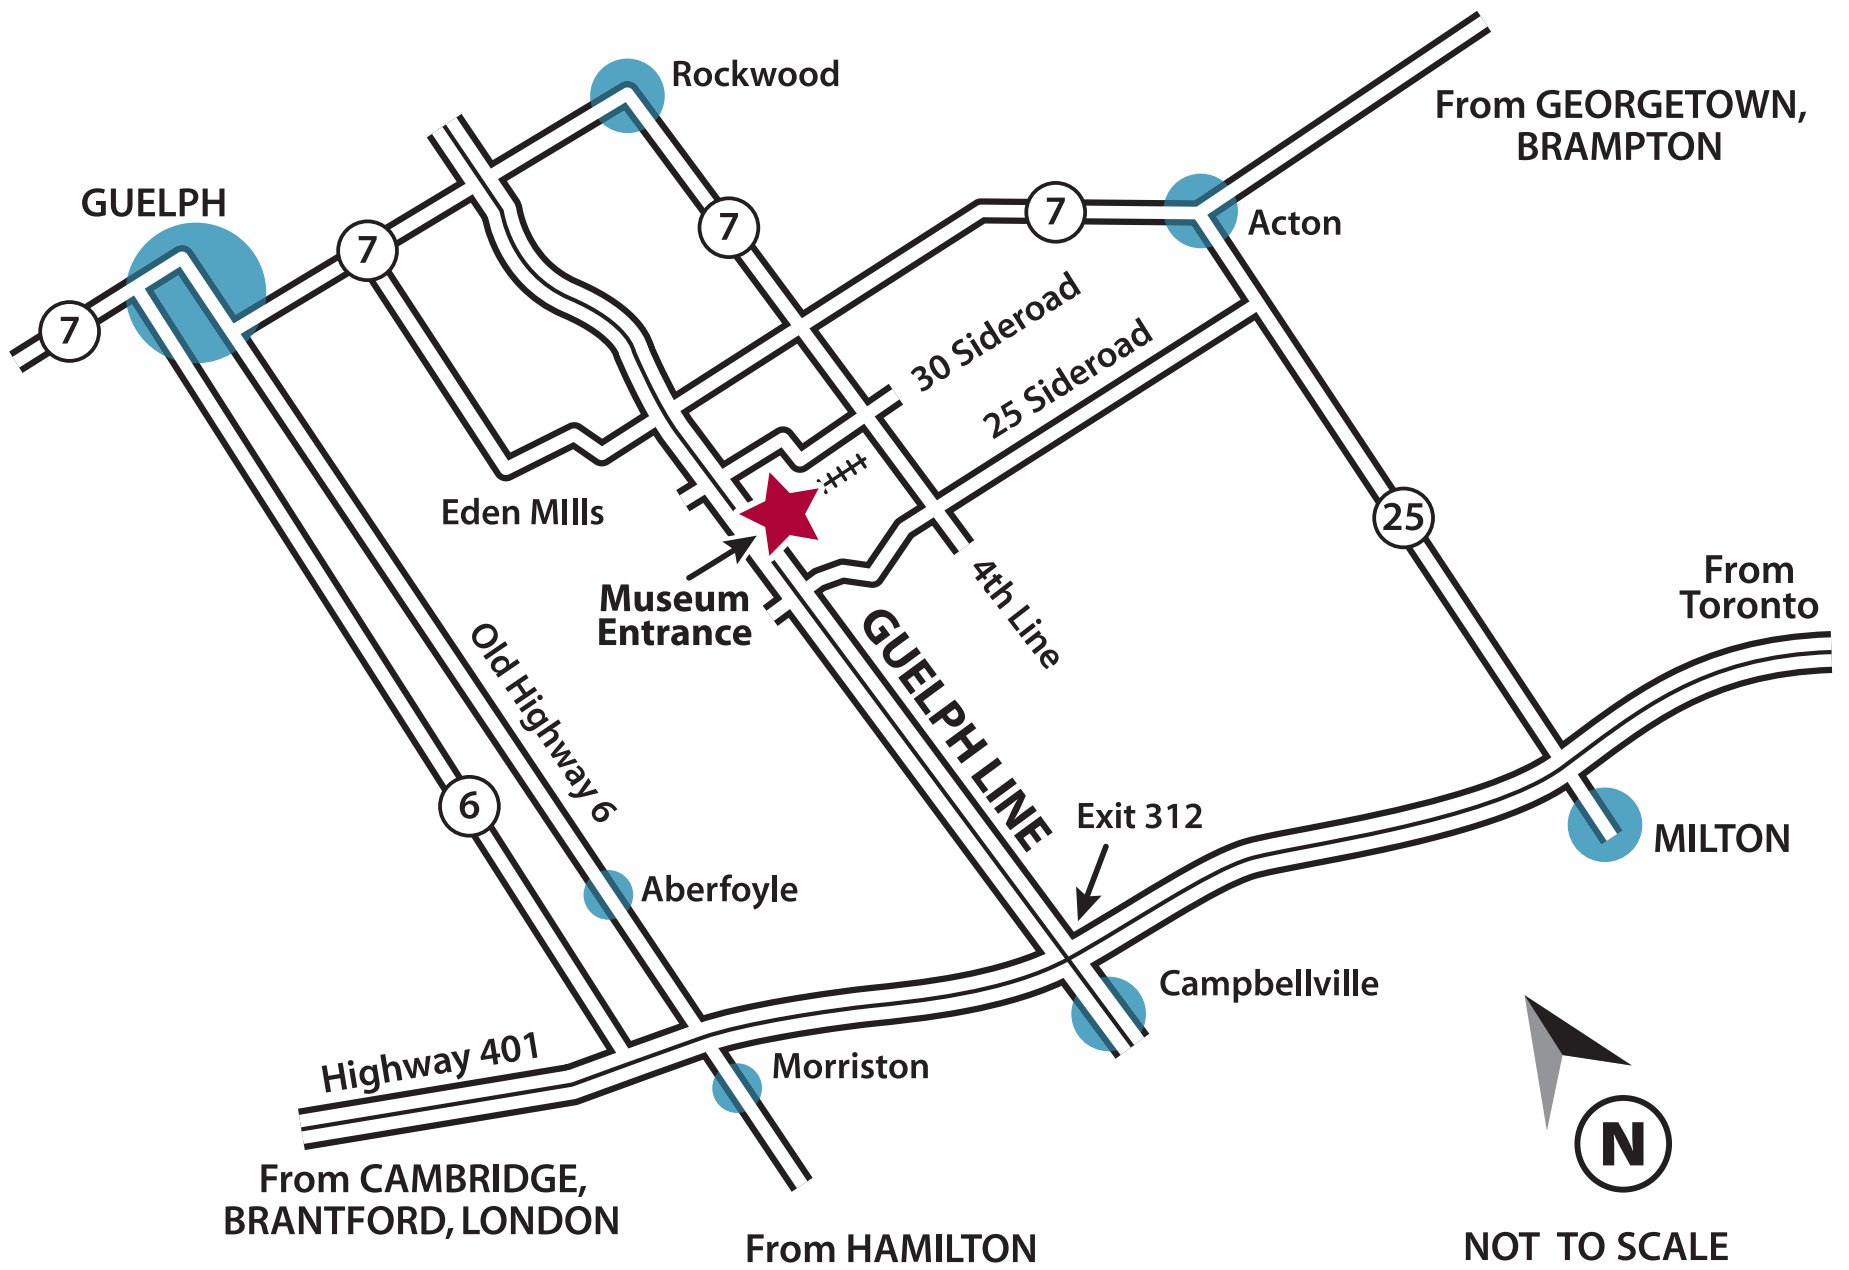 Rockwood
From GEORGETOWN,
BRAMPTON
GUELPH
7
7
7
7
Acton
30 Sideroad
25 Sideroad
Eden MIlls
25
Museum
Entrance
4th Line
From
Toronto
GUELPH LINE
Old Highway 6
6
Exit 312
MILTON
Aberfoyle
Campbellville
Highway 401
Morriston
From CAMBRIDGE,
BRANTFORD, LONDON
From HAMILTON
N
NOT TO SCALE